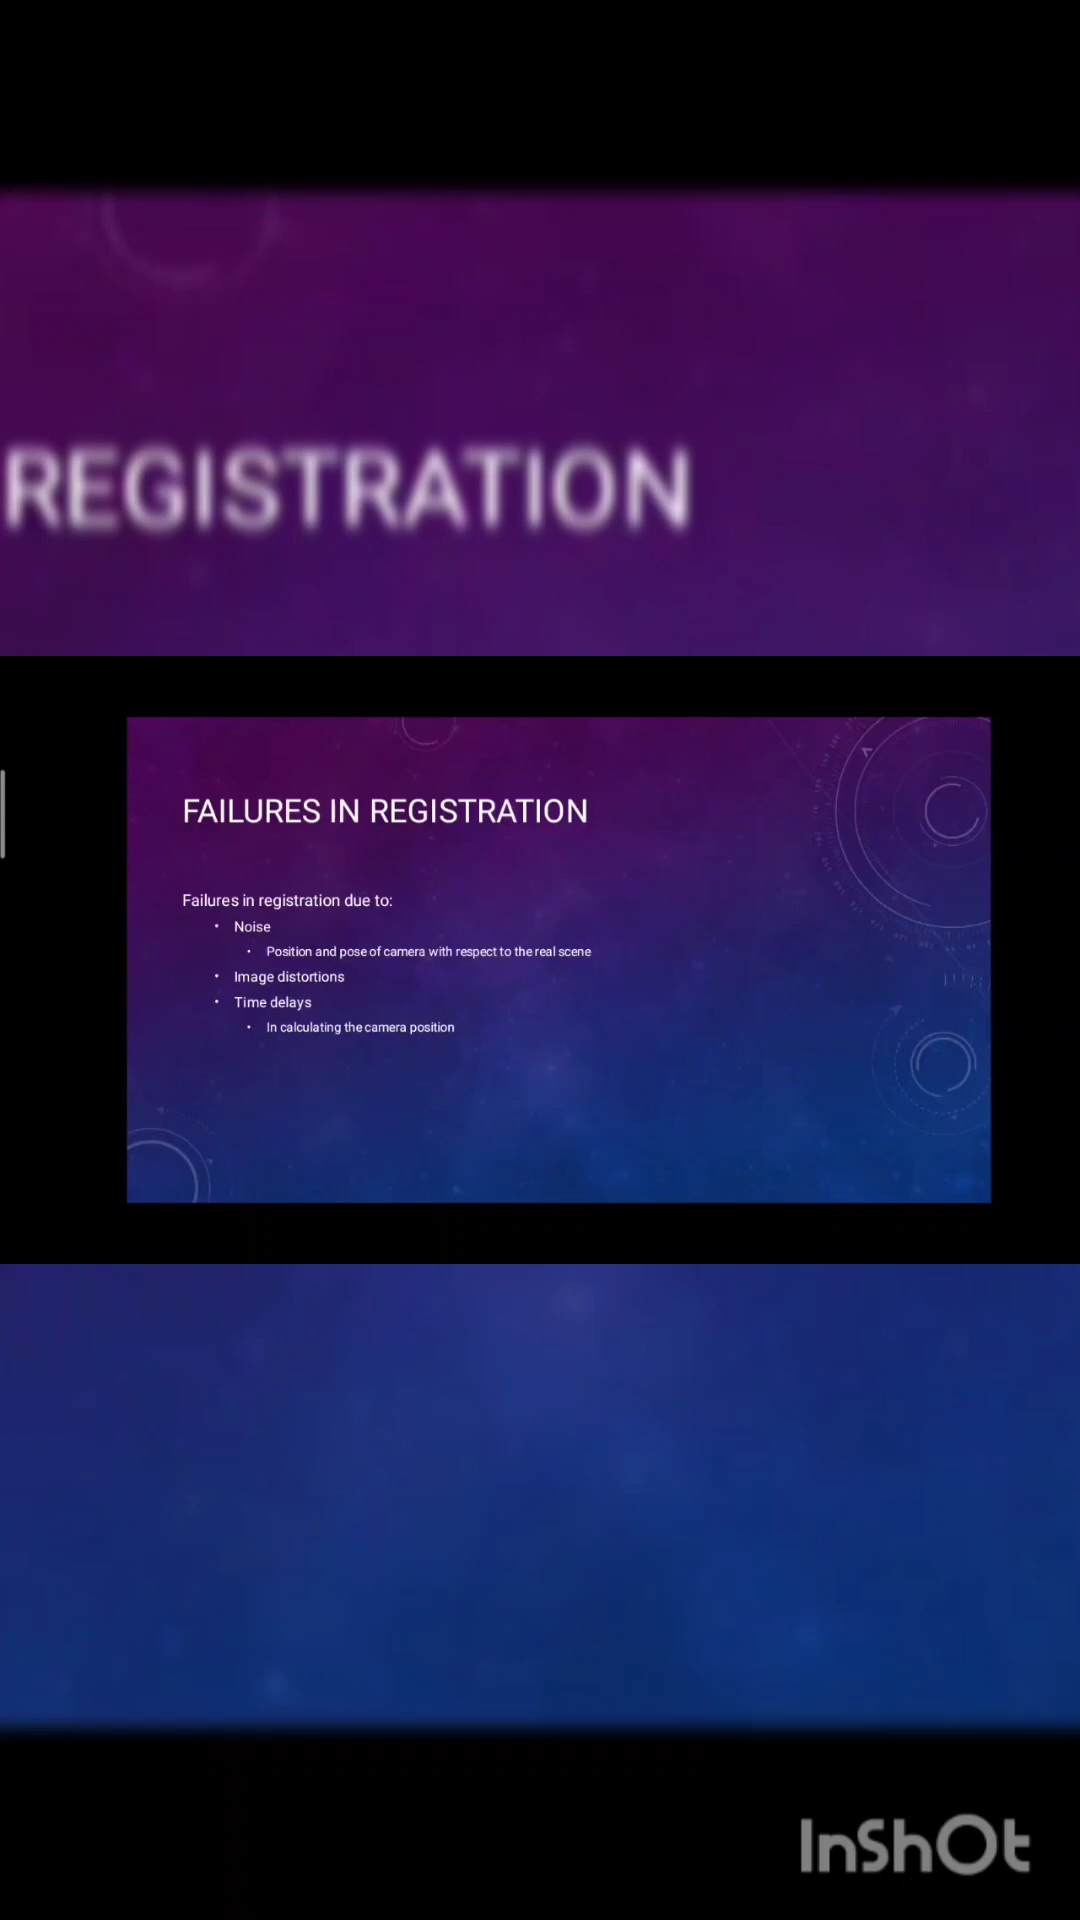 REGISTRATION
FAILURES IN REGISTRATION
Failures in registration due to:
• Noise
• Position and pose of camera with respect to the real scene
• Image distortions
• Time delays
• In calculating the camera position
InShOt